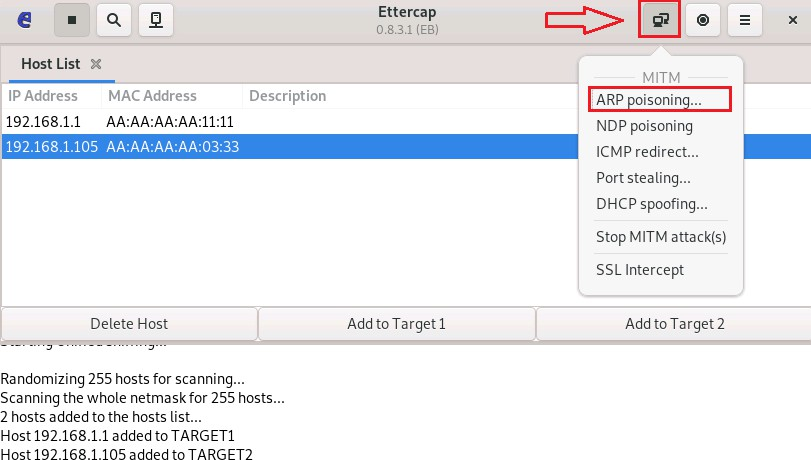 Ettercap
0.8.3.1 (EB)
Host List
IP Address MAC Address Description
192.168.1.1 AA:AA:AA:AA:11:11
192.168.1.105 AA:AA:AA:AA:03:33
MITM
ARP poisoning...
NDP poisoning
ICMP redirect...
Port stealing...
DHCP spoofing...
Stop MITM attack(s)
SSL Intercept
Delete Host Add to Target 1 Add to Target 2
Randomizing 255 hosts for scanning...
Scanning the whole netmask for 255 hosts...
2 hosts added to the hosts list...
Host 192.168.1.1 added to TARGET1
Host 192.168.1.105 added to TARGET2